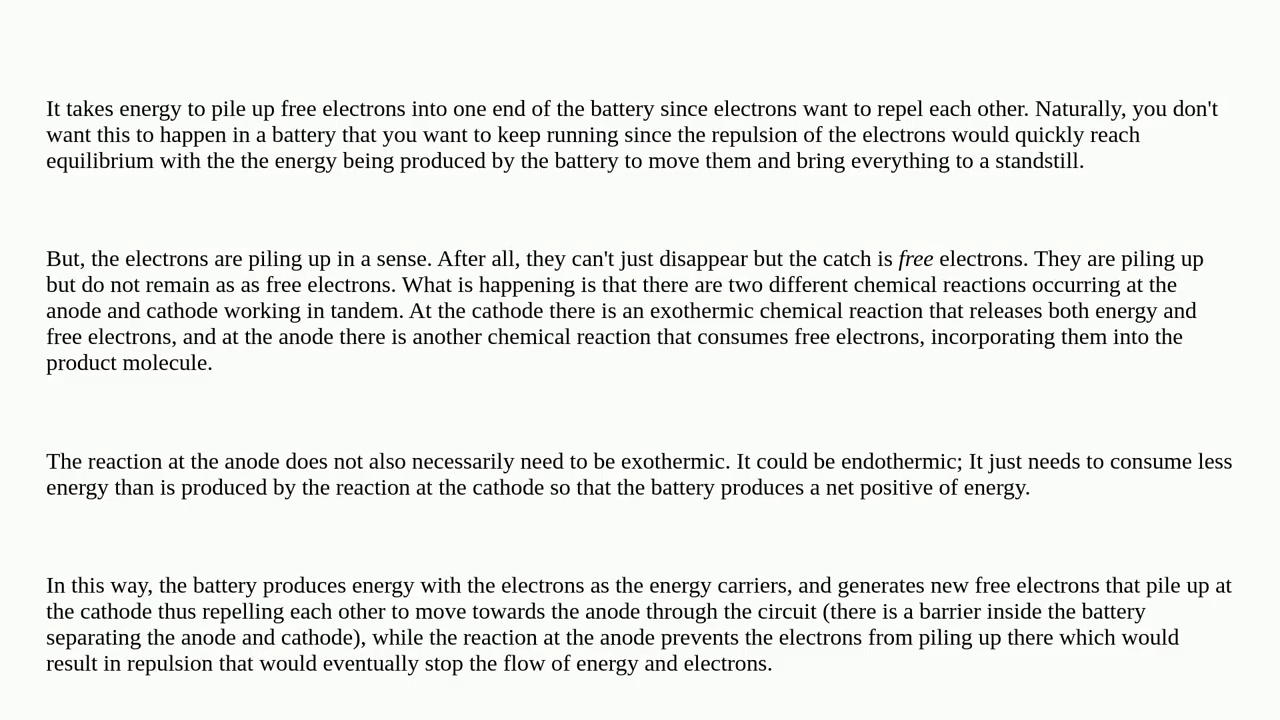 It takes energy to pile up free electrons into one end of the battery since electrons want to repel each other. Naturally, you don't
want this to happen in a battery that you want to keep running since the repulsion of the electrons would quickly reach
equilibrium with the the energy being produced by the battery to move them and bring everything to a standstill.
But, the electrons are piling up in a sense. After all, they can't just disappear but the catch is free electrons. They are piling up
but do not remain as as free electrons. What is happening is that there are two different chemical reactions occurring at the
anode and cathode working in tandem. At the cathode there is an exothermic chemical reaction that releases both energy and
free electrons, and at the anode there is another chemical reaction that consumes free electrons, incorporating them into the
product molecule.
The reaction at the anode does not also necessarily need to be exothermic. It could be endothermic; It just needs to consume less
energy than is produced by the reaction at the cathode so that the battery produces a net positive of energy.
In this way, the battery produces energy with the electrons as the energy carriers, and generates new free electrons that pile up at
the cathode thus repelling each other to move towards the anode through the circuit (there is a barrier inside the battery
separating the anode and cathode), while the reaction at the anode prevents the electrons from piling up there which would
result in repulsion that would eventually stop the flow of energy and electrons.